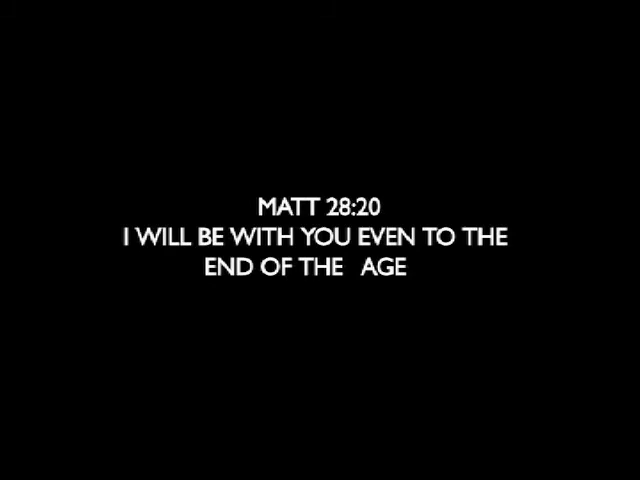 MATT 28:20
I WILL BE WITH YOU EVEN TO THE
END OF THE AGE